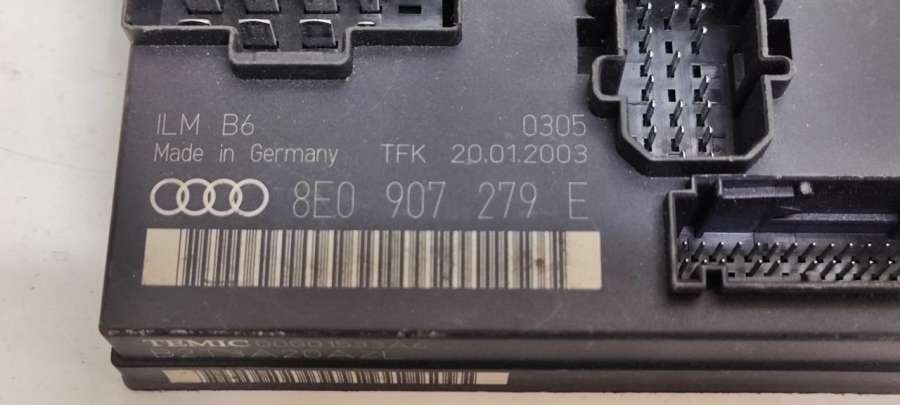 ILM B6 0305
Made in Germany TFK 20.01.2003
8E0 907 279 E
TEMIC